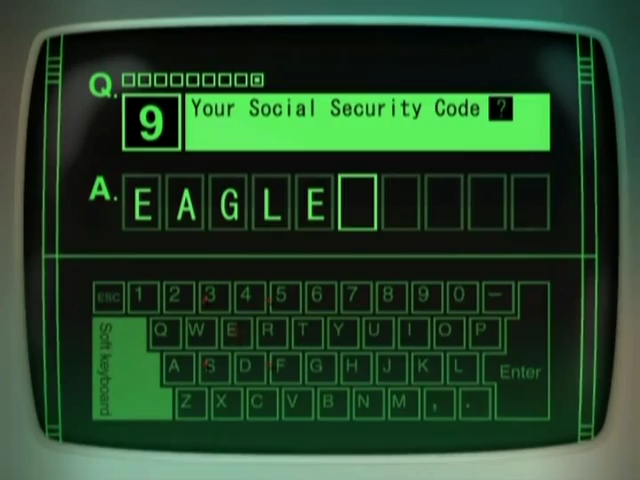 Q.
9 Your Social Security Code ?
A. E A G L E
ESC 1 2 3 4 5 6 7 8 9 0 —
Q W E R T Y U I O P
A S D F G H J K L Enter
Z X C V B N M , .
Soft keyboard